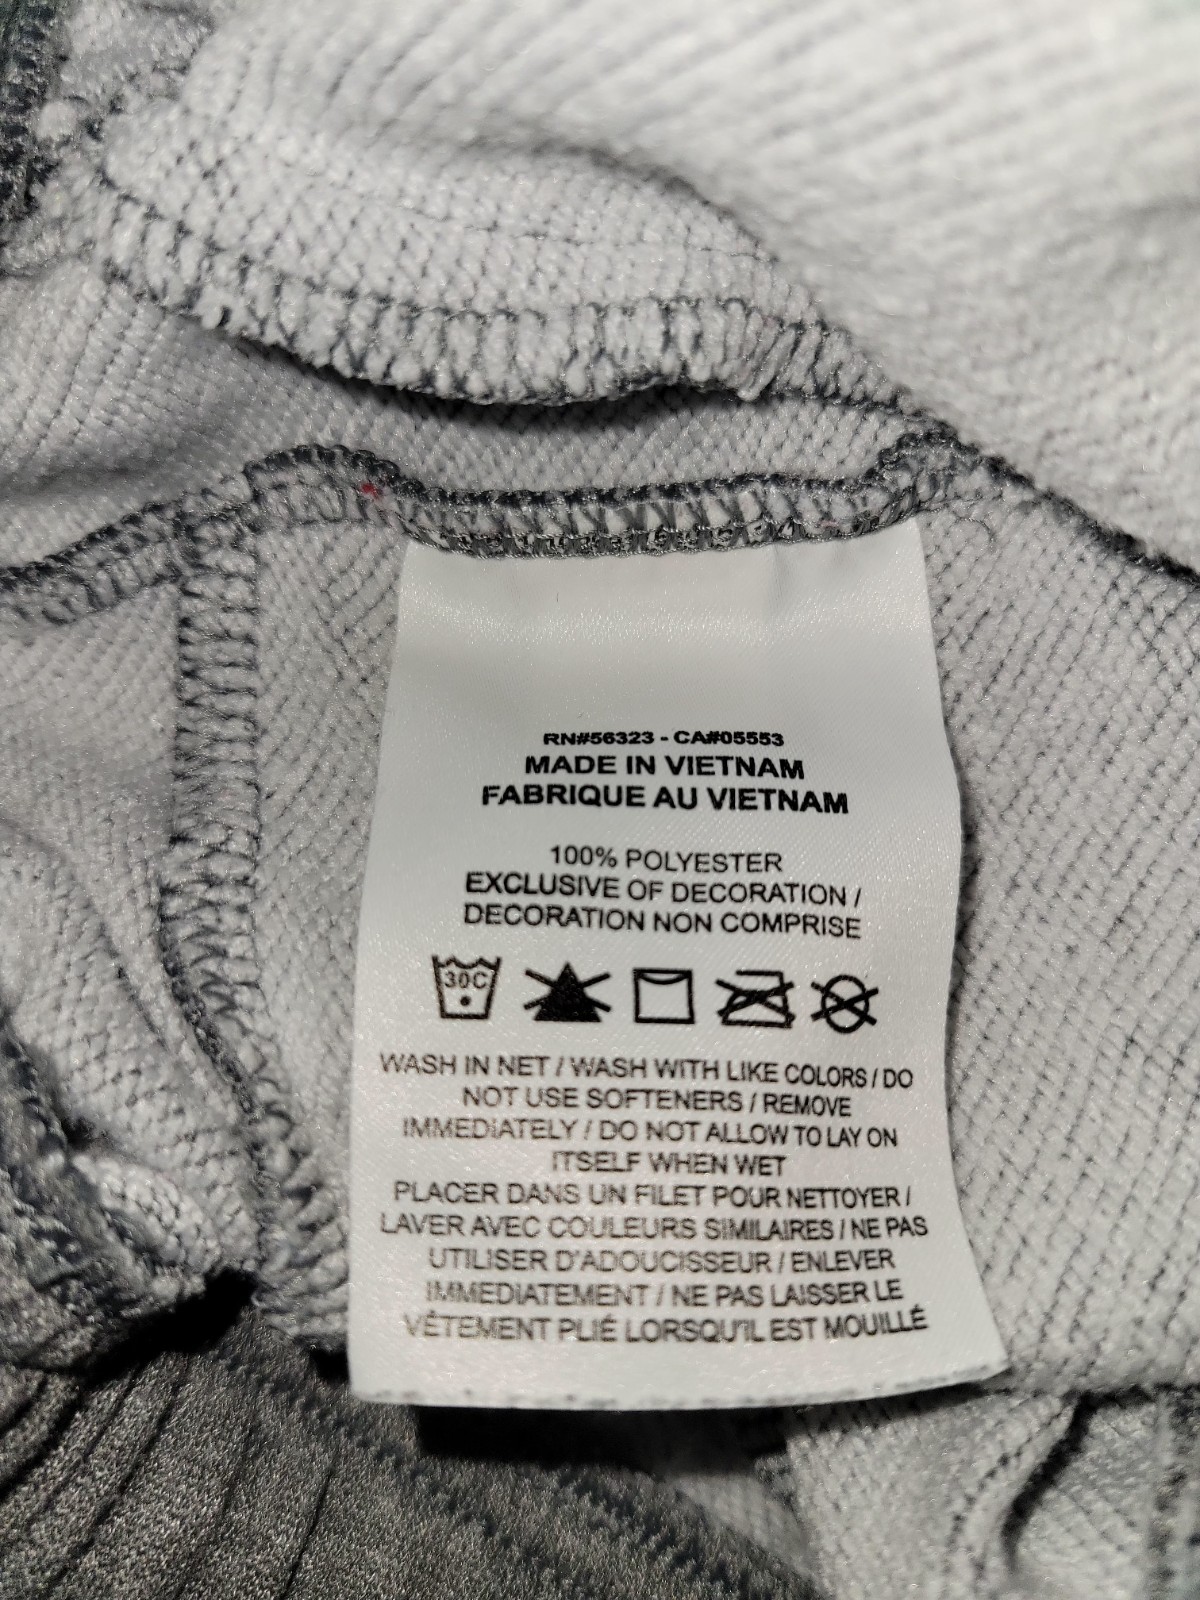 RN#56323 - CA#05553
MADE IN VIETNAM
FABRIQUE AU VIETNAM
100% POLYESTER
EXCLUSIVE OF DECORATION /
DECORATION NON COMPRISE
30C
WASH IN NET / WASH WITH LIKE COLORS / DO
NOT USE SOFTENERS / REMOVE
IMMEDIATELY / DO NOT ALLOW TO LAY ON
ITSELF WHEN WET
PLACER DANS UN FILET POUR NETTOYER /
LAVER AVEC COULEURS SIMILAIRES / NE PAS
UTILISER D'ADOUCISSEUR / ENLEVER
IMMEDIATEMENT / NE PAS LAISSER LE
VÊTEMENT PLIÉ LORSQU'IL EST MOUILLÉ